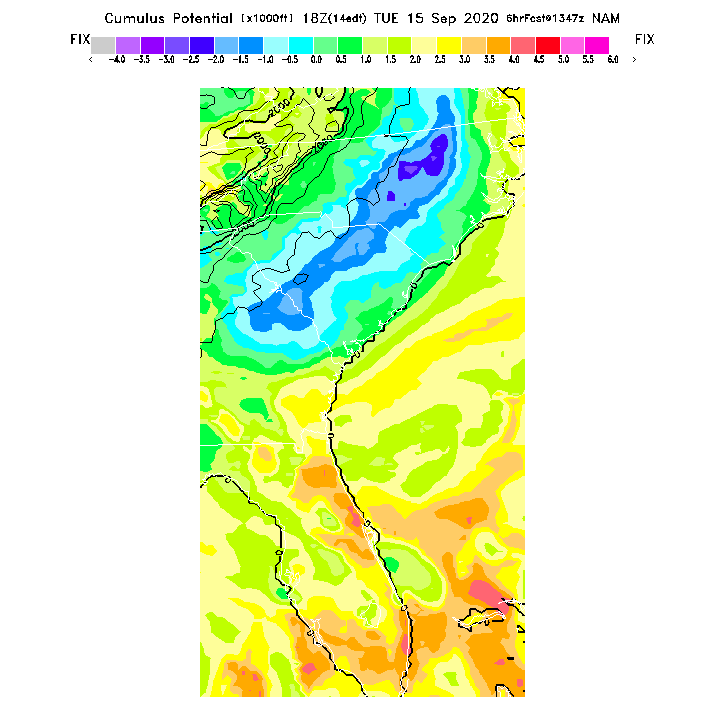 Cumulus Potential [x1000ft] 18Z(14edt) TUE 15 Sep 2020 6hrFcst@1347z NAM
FIX FIX
< -4.0 -3.5 -3.0 -2.5 -2.0 -1.5 -1.0 -0.5 0.0 0.5 1.0 1.5 2.0 2.5 3.0 3.5 4.0 4.5 5.0 5.5 6.0 >
2000
2000